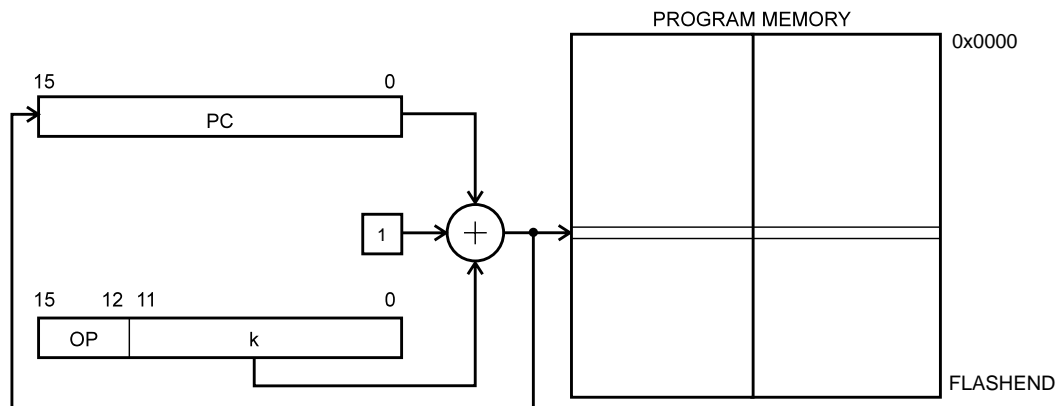 PROGRAM MEMORY
0x0000
15 0
PC
1
15 12 11 0
OP k
FLASHEND